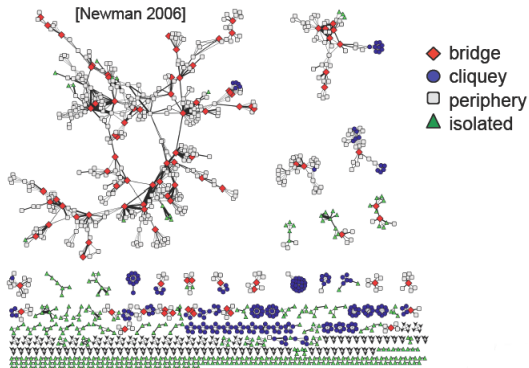 [Newman 2006]
bridge
cliquey
periphery
isolated